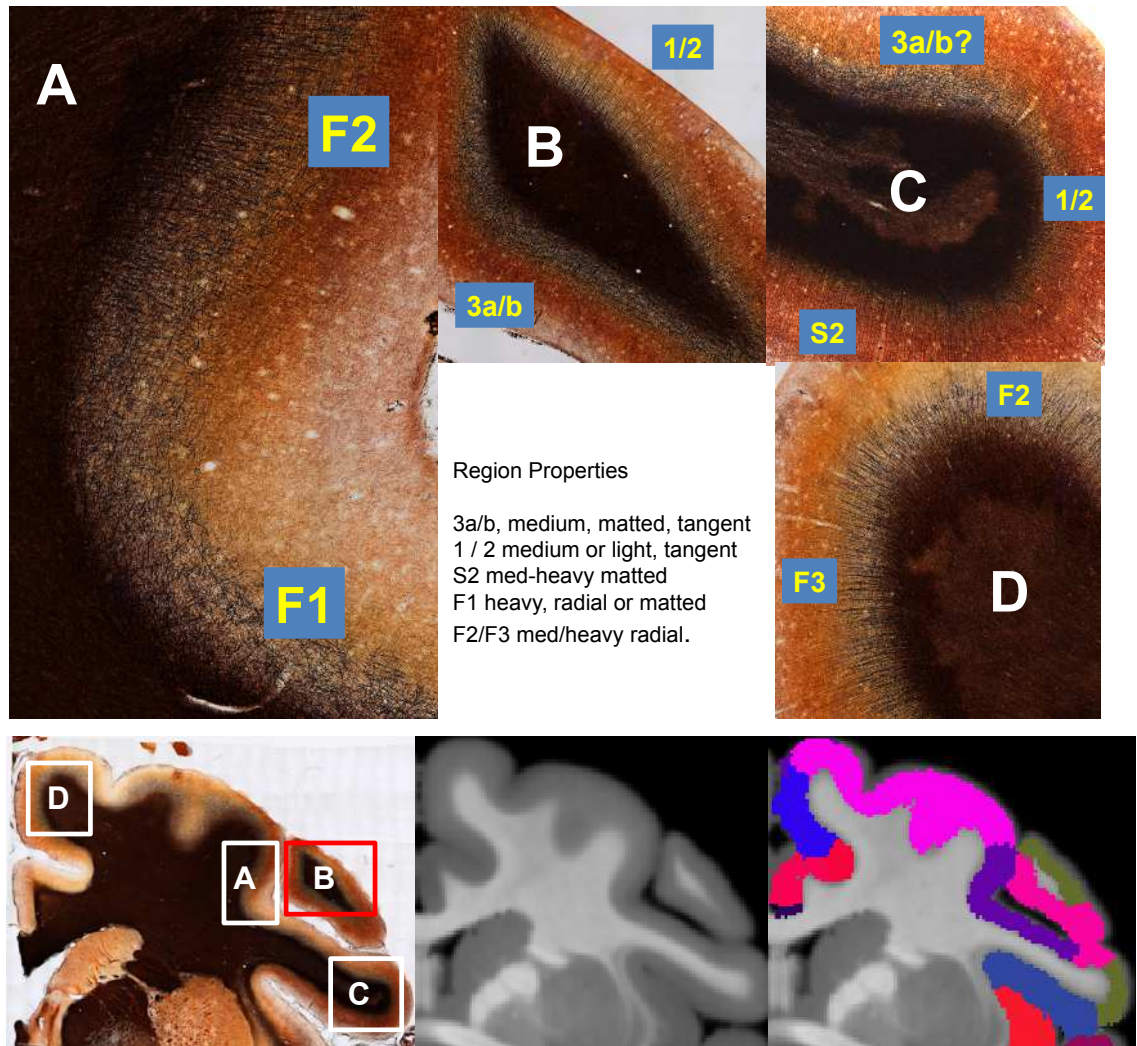 A
F2
F1
1/2
B
3a/b
3a/b?
C
1/2
S2
Region Properties
3a/b, medium, matted, tangent
1 / 2 medium or light, tangent
S2 med-heavy matted
F1 heavy, radial or matted
F2/F3 med/heavy radial.
F2
F3
D
D
A
B
C